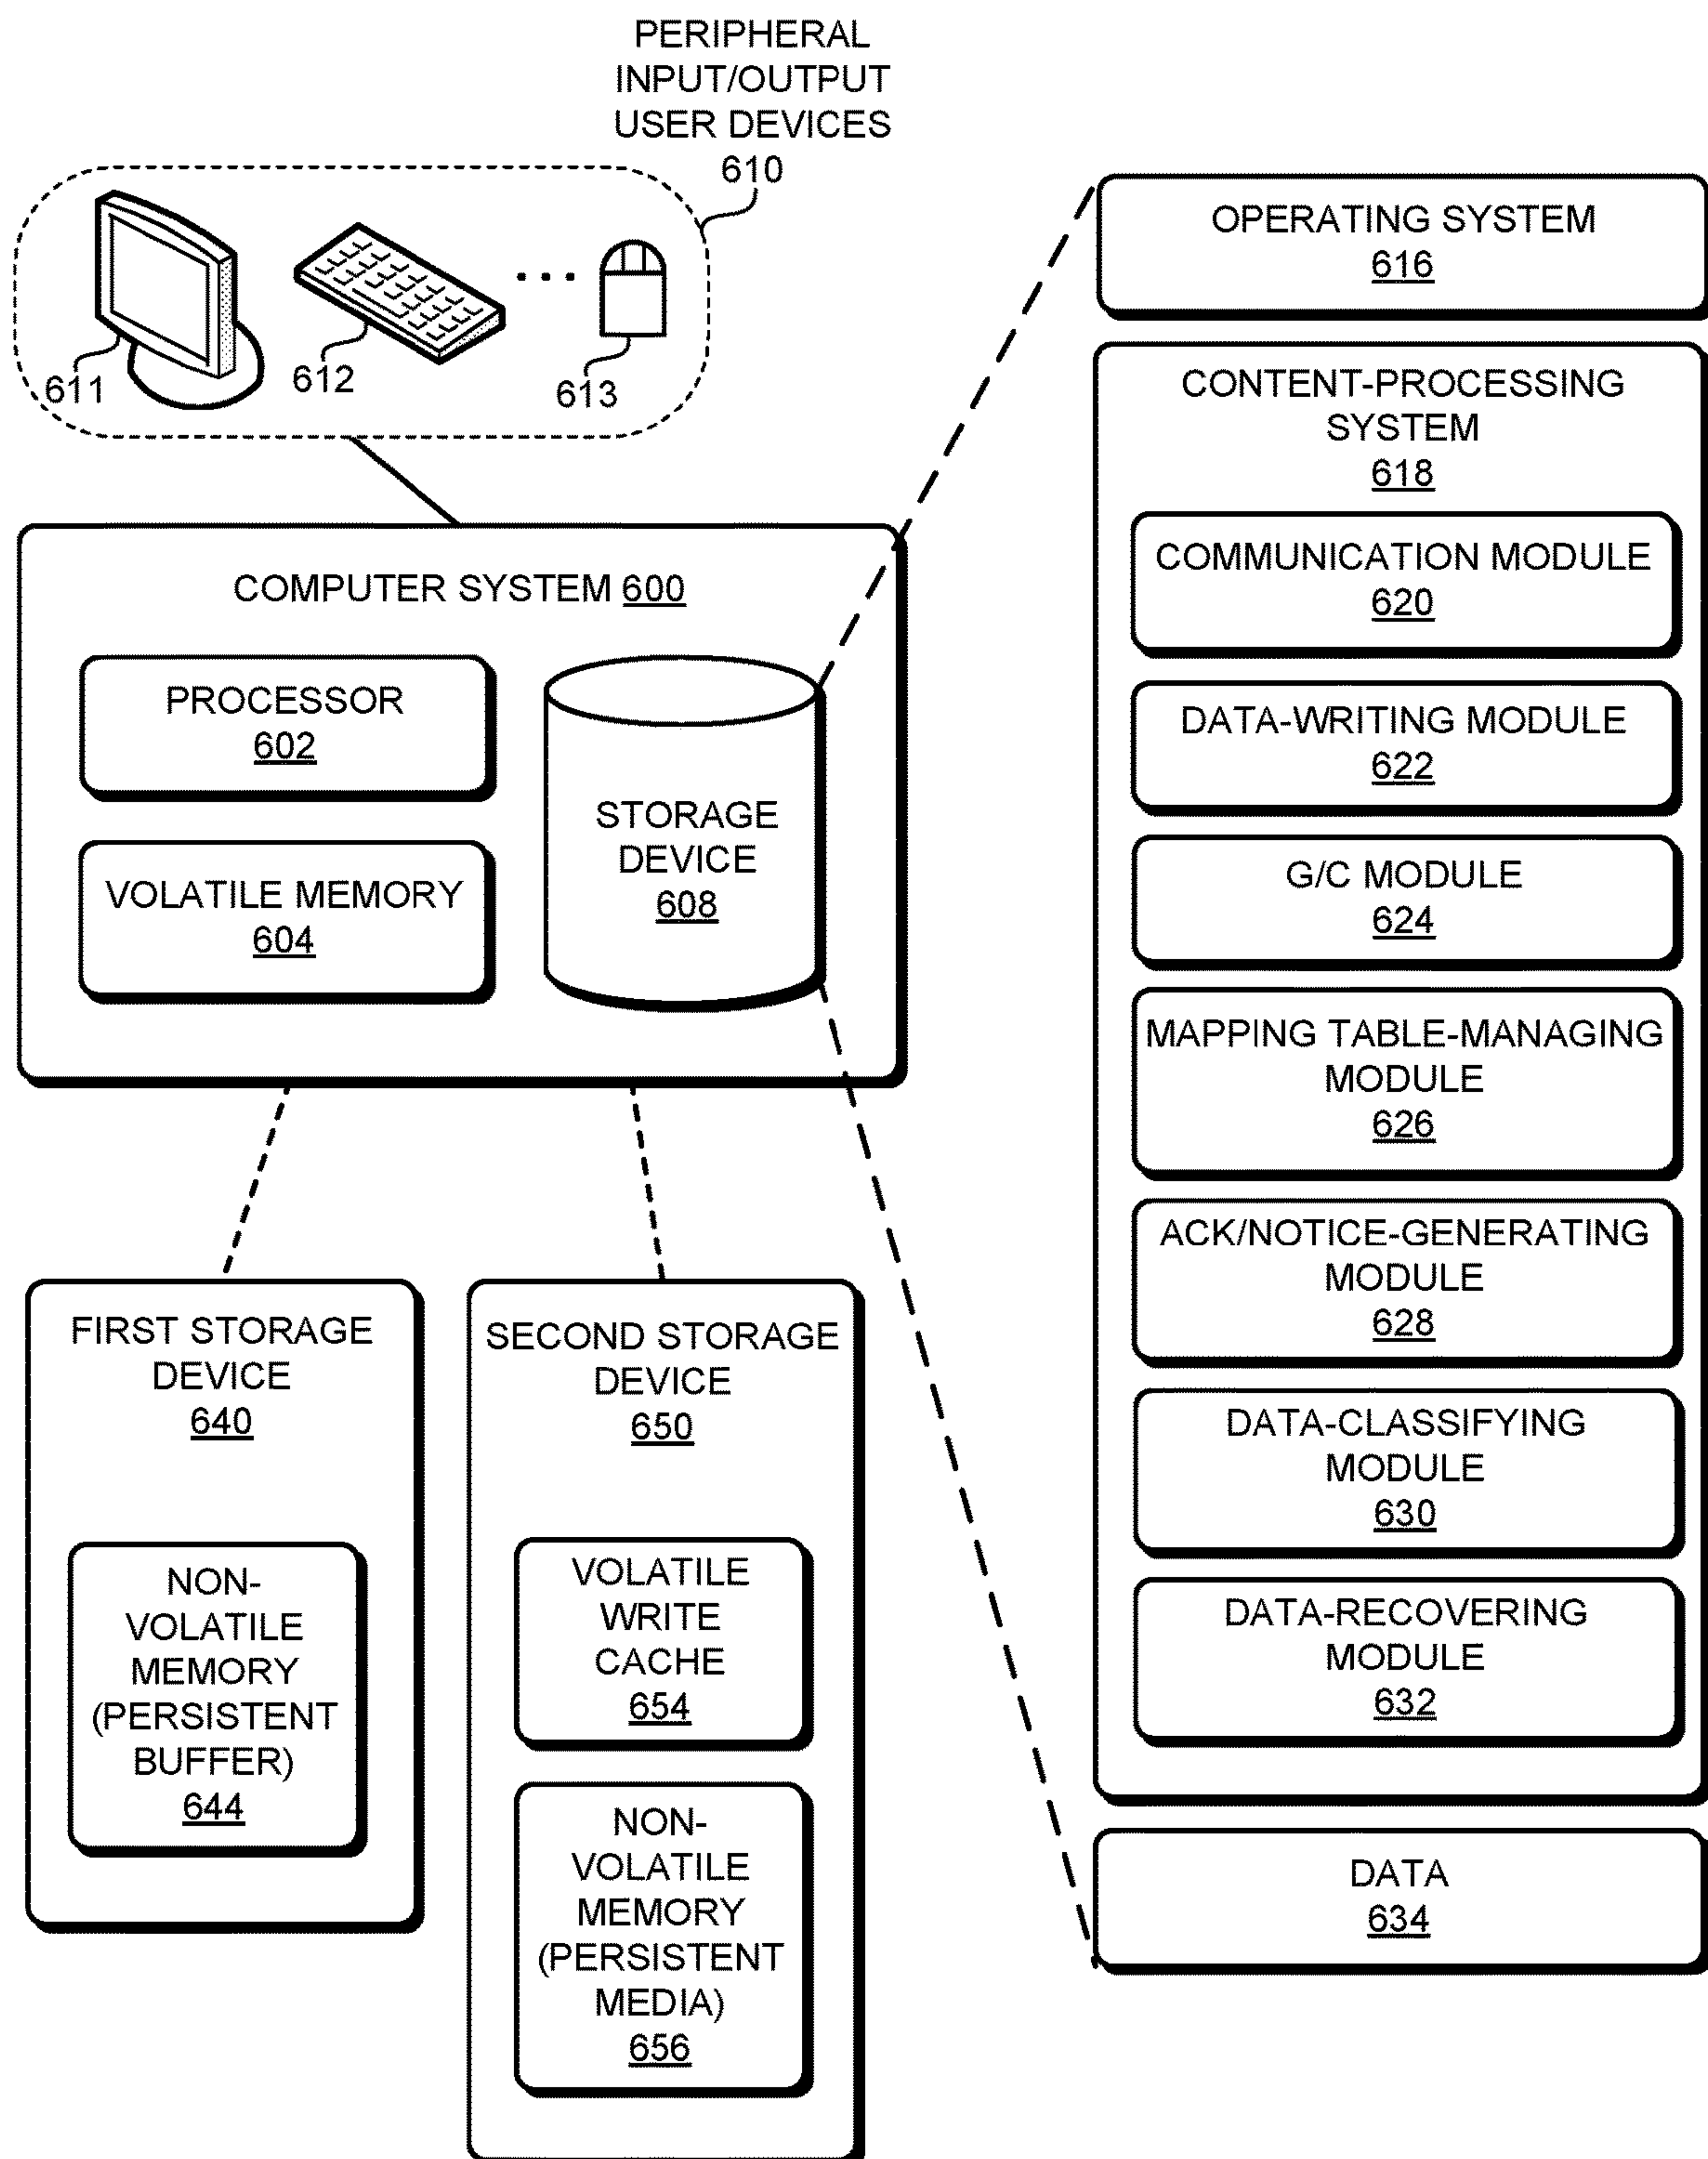 PERIPHERAL
INPUT/OUTPUT
USER DEVICES
610
611
612
...
613
COMPUTER SYSTEM 600
PROCESSOR
602
VOLATILE MEMORY
604
STORAGE
DEVICE
608
FIRST STORAGE
DEVICE
640
NON-
VOLATILE
MEMORY
(PERSISTENT
BUFFER)
644
SECOND STORAGE
DEVICE
650
VOLATILE
WRITE
CACHE
654
NON-
VOLATILE
MEMORY
(PERSISTENT
MEDIA)
656
OPERATING SYSTEM
616
CONTENT-PROCESSING
SYSTEM
618
COMMUNICATION MODULE
620
DATA-WRITING MODULE
622
G/C MODULE
624
MAPPING TABLE-MANAGING
MODULE
626
ACK/NOTICE-GENERATING
MODULE
628
DATA-CLASSIFYING
MODULE
630
DATA-RECOVERING
MODULE
632
DATA
634